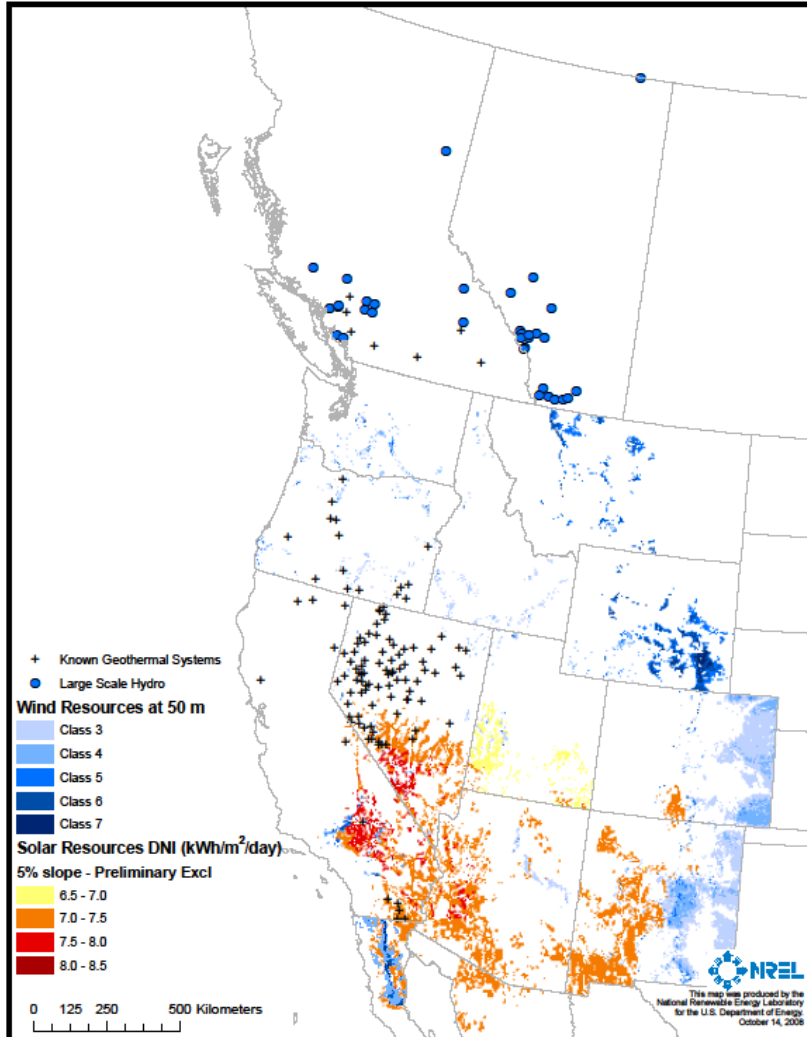 Known Geothermal Systems
Large Scale Hydro
Wind Resources at 50 m
Class 3
Class 4
Class 5
Class 6
Class 7
Solar Resources DNI (kWh/m²/day)
5% slope - Preliminary Excl
6.5 - 7.0
7.0 - 7.5
7.5 - 8.0
8.0 - 8.5
0 125 250 500 Kilometers
NREL
This map was produced by the
National Renewable Energy Laboratory
for the U.S. Department of Energy.
October 14, 2008